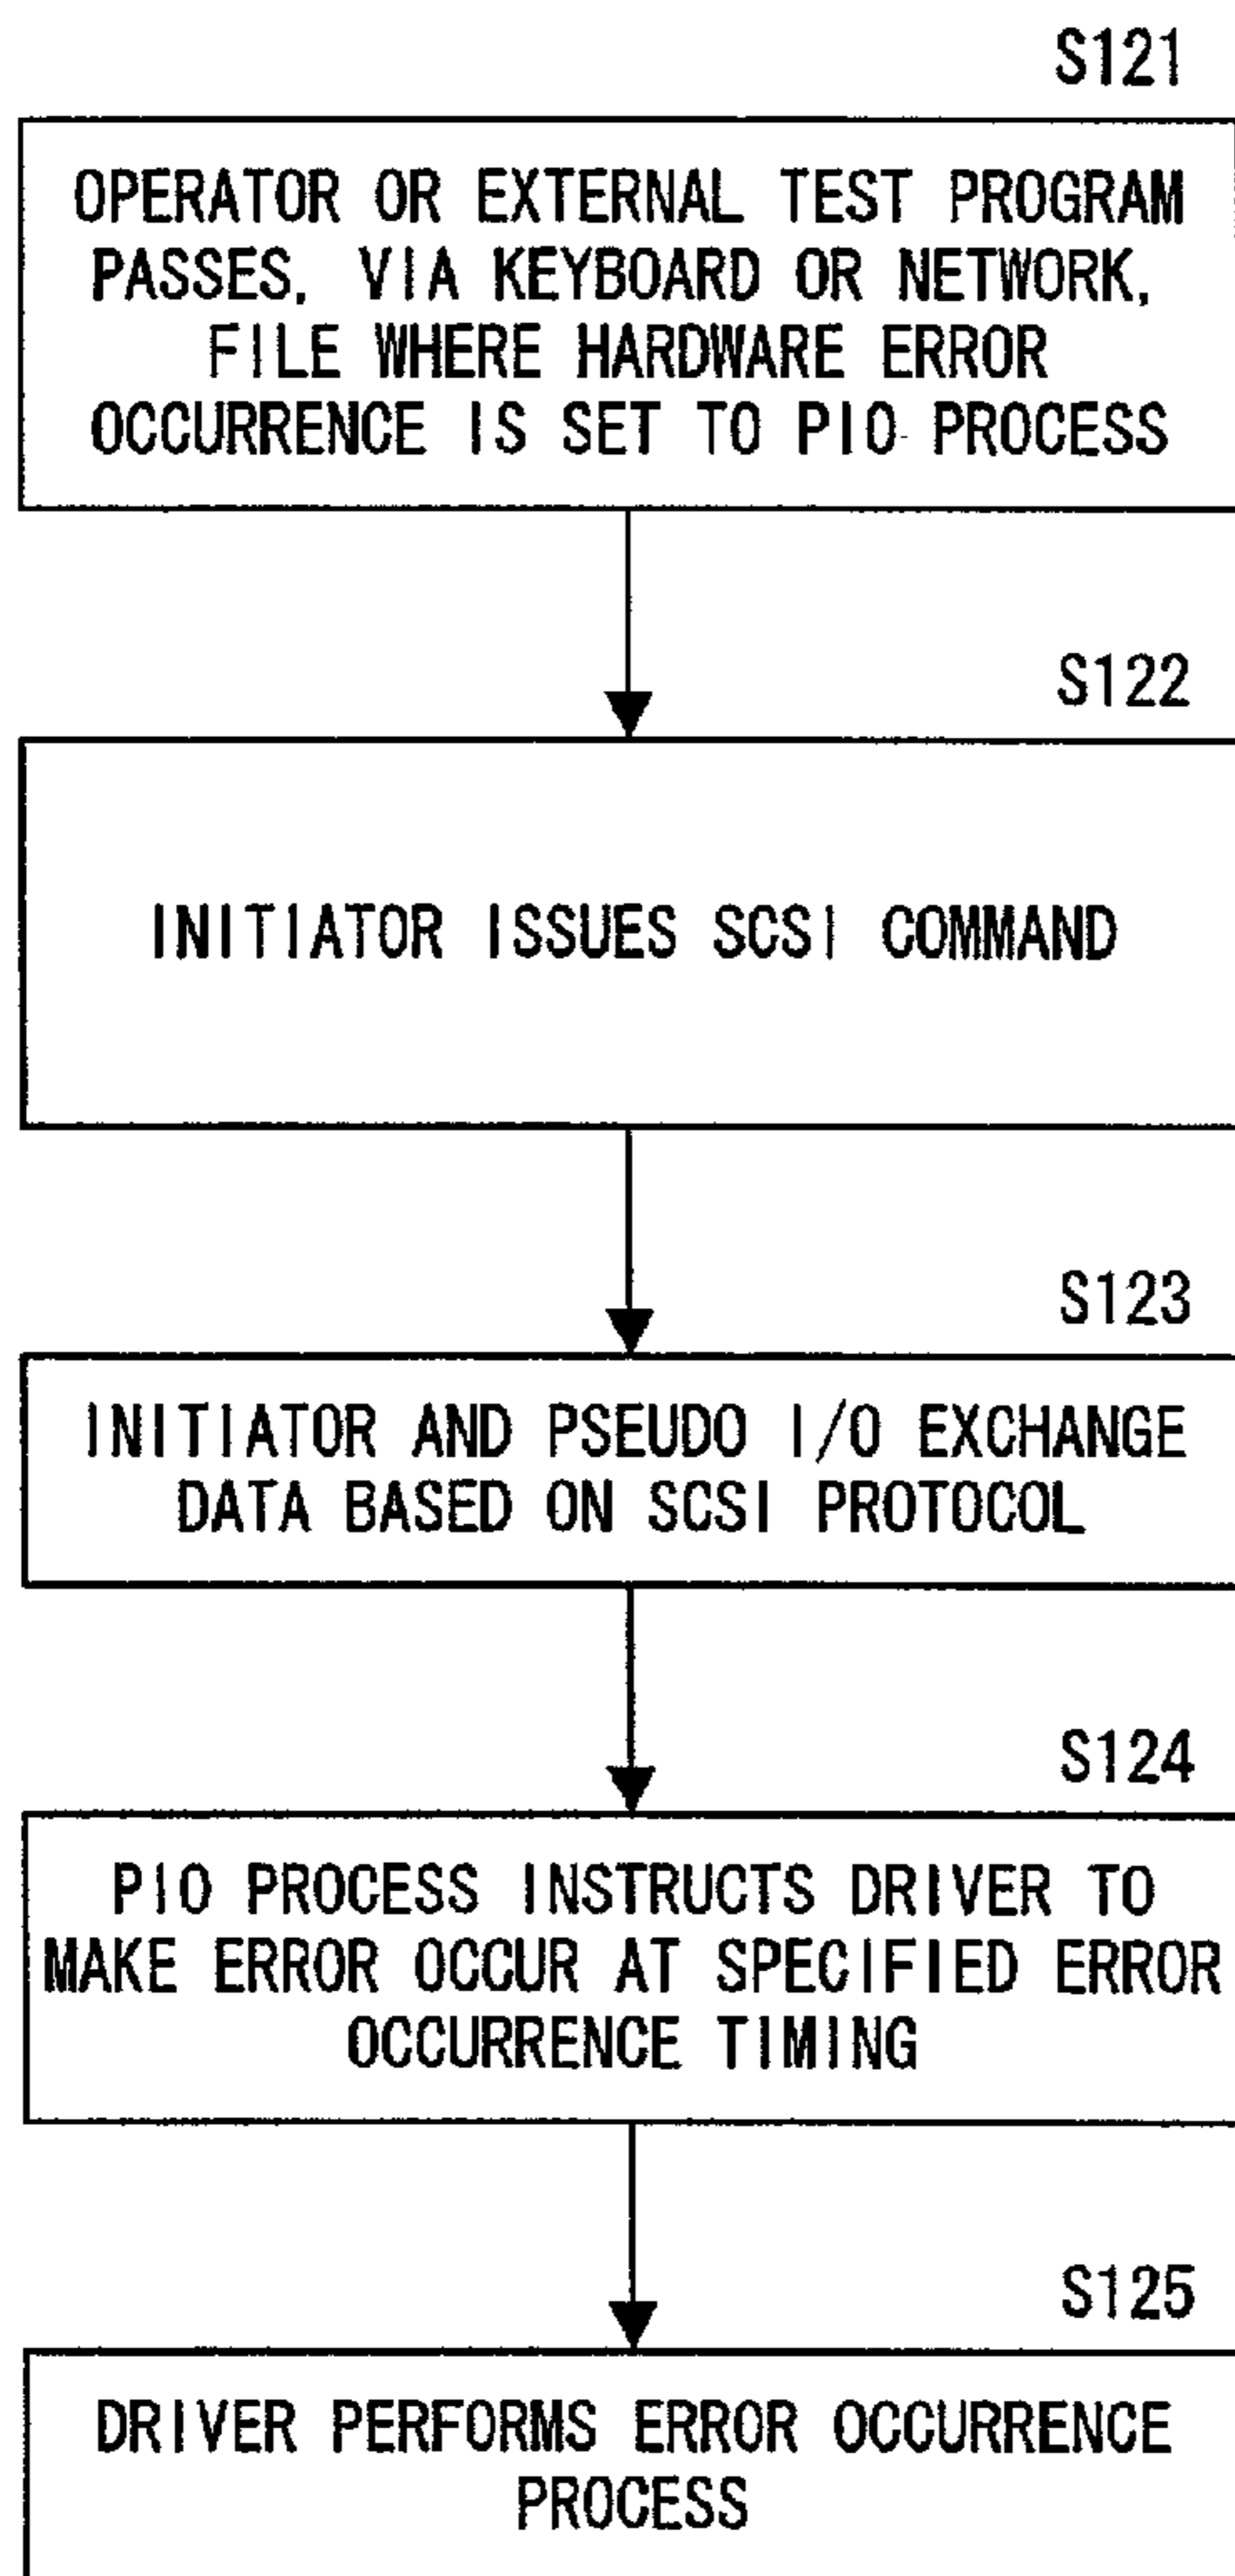 S121
OPERATOR OR EXTERNAL TEST PROGRAM
PASSES, VIA KEYBOARD OR NETWORK,
FILE WHERE HARDWARE ERROR
OCCURRENCE IS SET TO PIO PROCESS
S122
INITIATOR ISSUES SCSI COMMAND
S123
INITIATOR AND PSEUDO I/O EXCHANGE
DATA BASED ON SCSI PROTOCOL
S124
PIO PROCESS INSTRUCTS DRIVER TO
MAKE ERROR OCCUR AT SPECIFIED ERROR
OCCURRENCE TIMING
S125
DRIVER PERFORMS ERROR OCCURRENCE
PROCESS